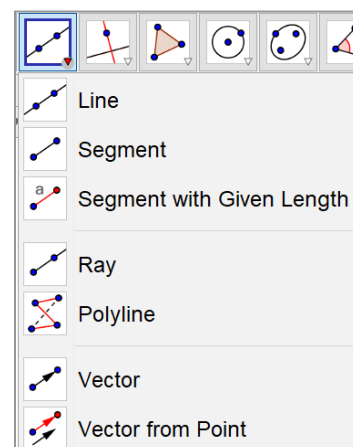 Line
Segment
a
Segment with Given Length
Ray
Polyline
Vector
Vector from Point